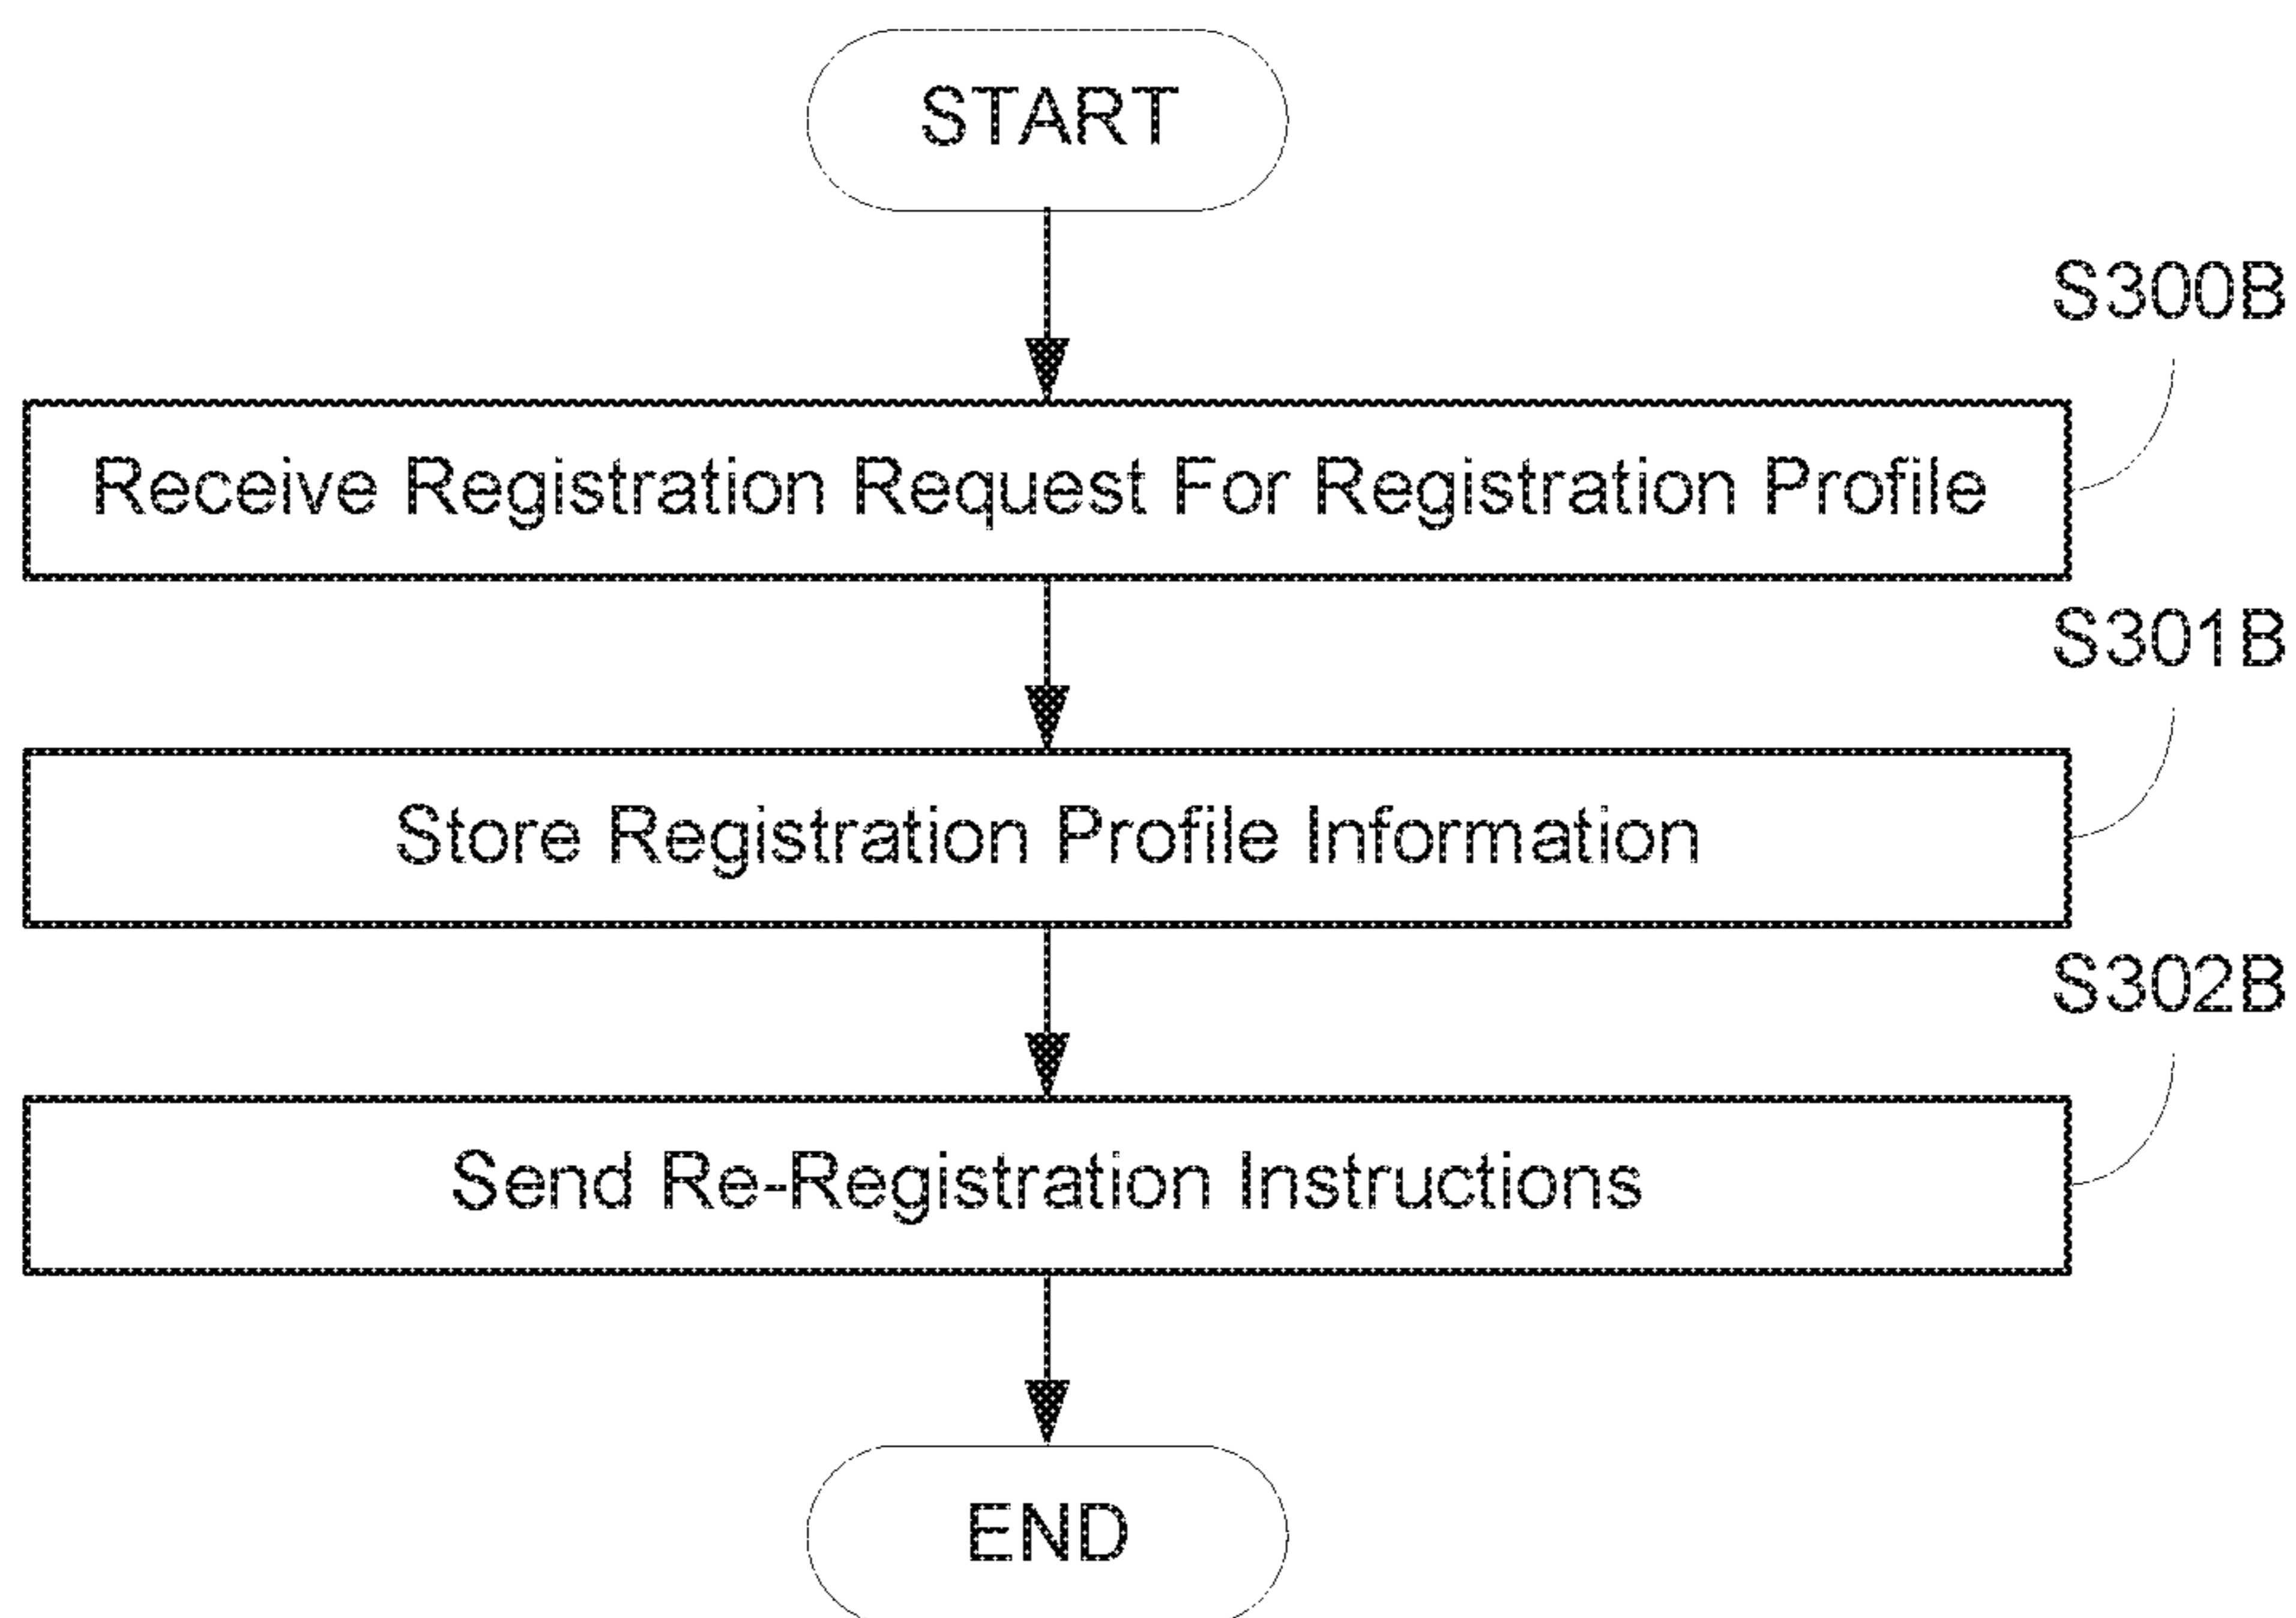 START
S300B
Receive Registration Request For Registration Profile
S301B
Store Registration Profile Information
S302B
Send Re-Registration Instructions
END